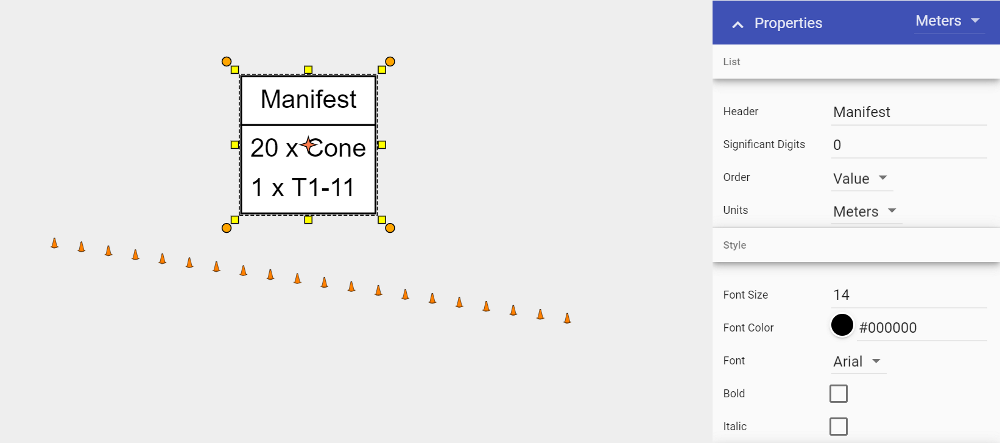 Manifest
20 x Cone
1 x T1-11
Properties
Meters
List
Header Manifest
Significant Digits 0
Order Value
Units Meters
Style
Font Size 14
Font Color #000000
Font Arial
Bold
Italic